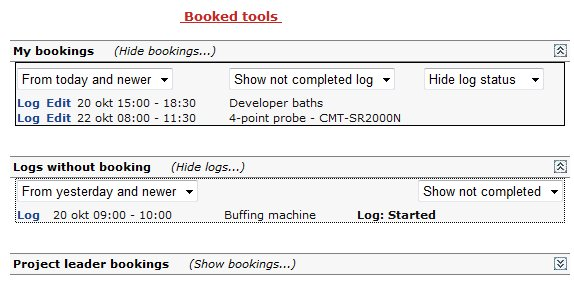 Booked tools
My bookings (Hide bookings...)
From today and newer Show not completed log Hide log status
Log Edit 20 okt 15:00 - 18:30 Developer baths
Log Edit 22 okt 08:00 - 11:30 4-point probe - CMT-SR2000N
Logs without booking (Hide logs...)
From yesterday and newer Show not completed
Log 20 okt 09:00 - 10:00 Buffing machine Log: Started
Project leader bookings (Show bookings...)